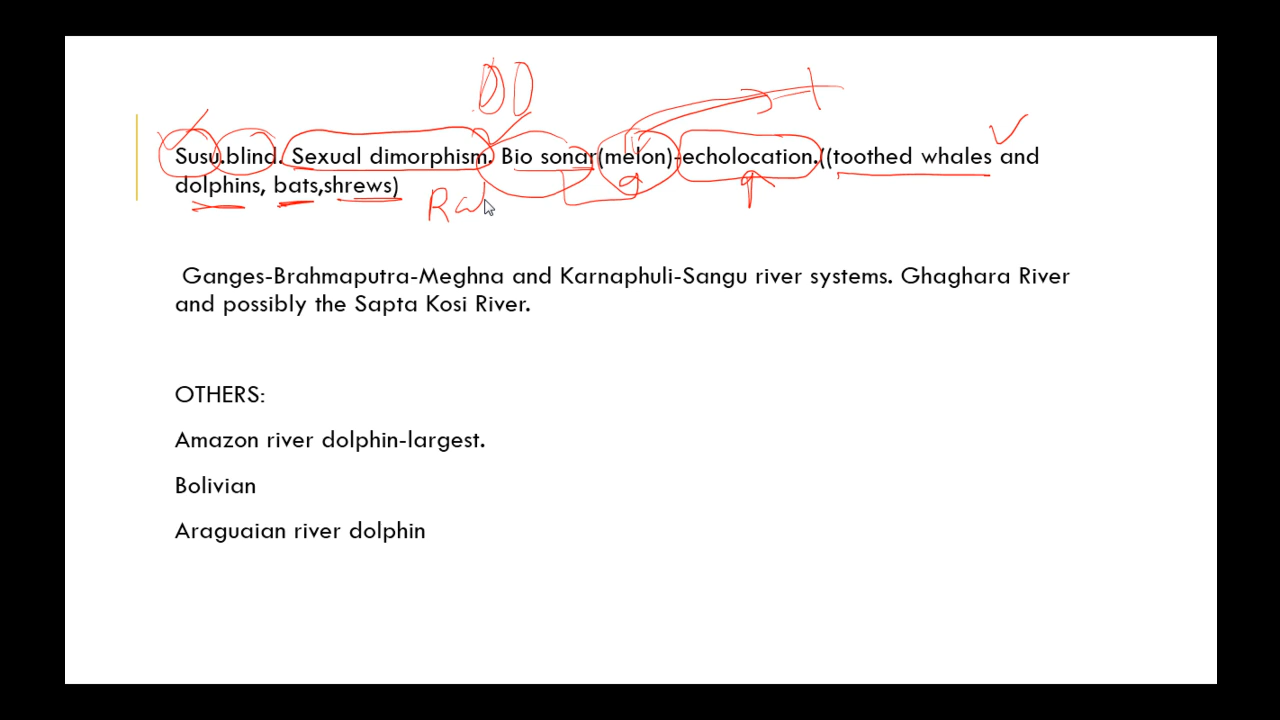 Susu.blind. Sexual dimorphism. Bio sonar(melon)-echolocation.((toothed whales and
dolphins, bats,shrews)
Ganges-Brahmaputra-Meghna and Karnaphuli-Sangu river systems. Ghaghara River
and possibly the Sapta Kosi River.
OTHERS:
Amazon river dolphin-largest.
Bolivian
Araguaian river dolphin